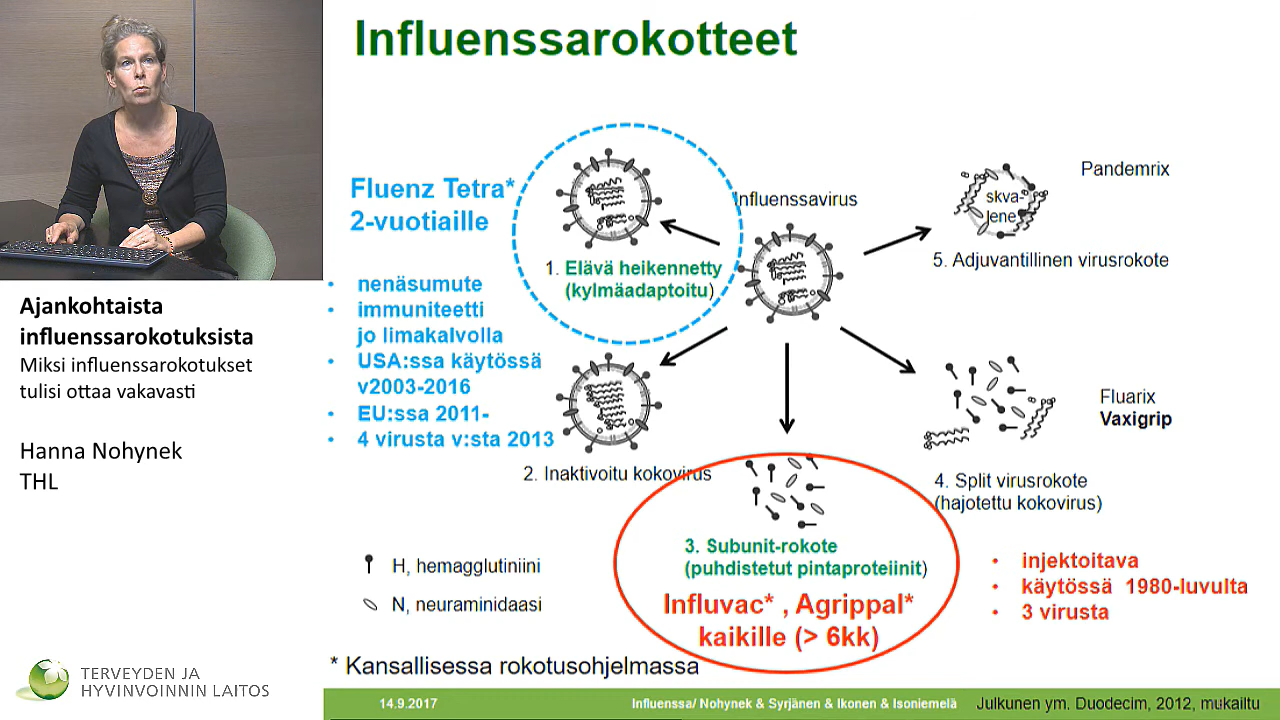 Influenssarokotteet
Fluenz Tetra*
2-vuotiaille
• nenäsumute
• immuniteetti
jo limakalvolla
• USA:ssa käytössä
v2003-2016
• EU:ssa 2011-
• 4 virusta v:sta 2013
1. Elävä heikennetty
(kylmäadaptoitu)
Influenssavirus
skva-
lene
Pandemrix
5. Adjuvantillinen virusrokote
2. Inaktivoitu kokovirus
Fluarix
Vaxigrip
4. Split virusrokote
(hajotettu kokovirus)
3. Subunit-rokote
(puhdistetut pintaproteiinit)
Influvac* , Agrippal*
kaikille (> 6kk)
• injektoitava
• käytössä 1980-luvulta
• 3 virusta
H, hemagglutiniini
N, neuraminidaasi
* Kansallisessa rokotusohjelmassa
14.9.2017
Influenssa/ Nohynek & Syrjänen & Ikonen & Isoniemelä
Julkunen ym. Duodecim, 2012, mukailtu
Ajankohtaista
influenssarokotuksista
Miksi influenssarokotukset
tulisi ottaa vakavasti
Hanna Nohynek
THL
TERVEYDEN JA
HYVINVOINNIN LAITOS